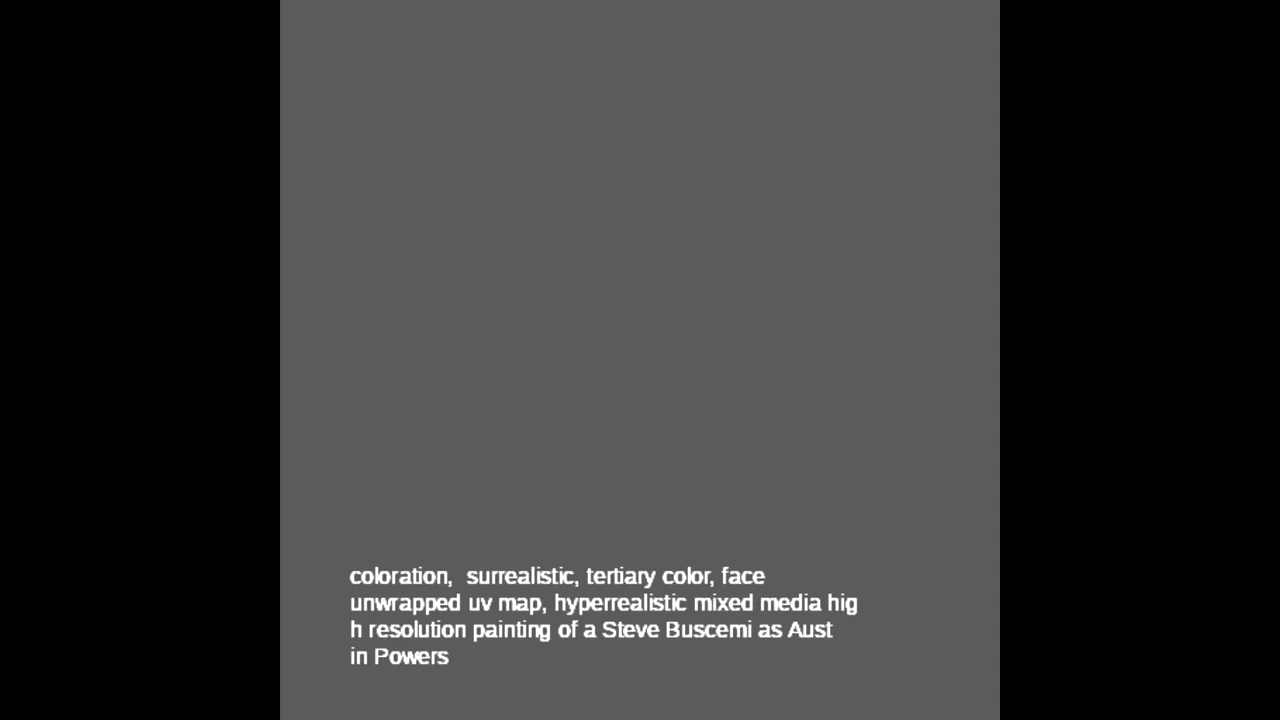 coloration,  surrealistic, tertiary color, face
unwrapped uv map, hyperrealistic mixed media hig
h resolution painting of a Steve Buscemi as Aust
in Powers